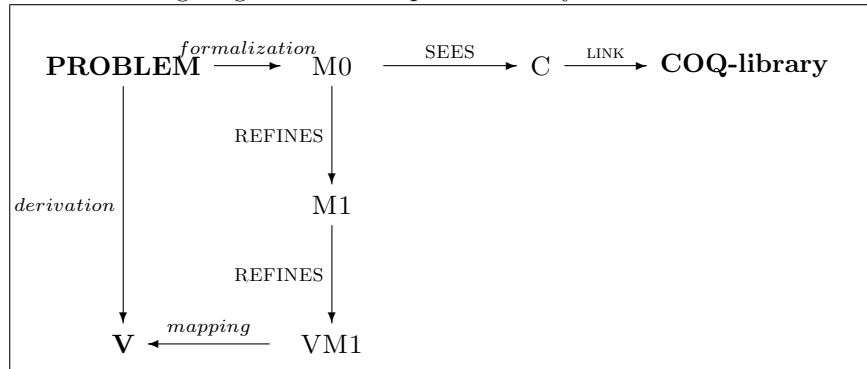 formalization
PROBLEM M0 SEES C LINK COQ-library
REFINES
derivation M1
REFINES
V mapping VM1